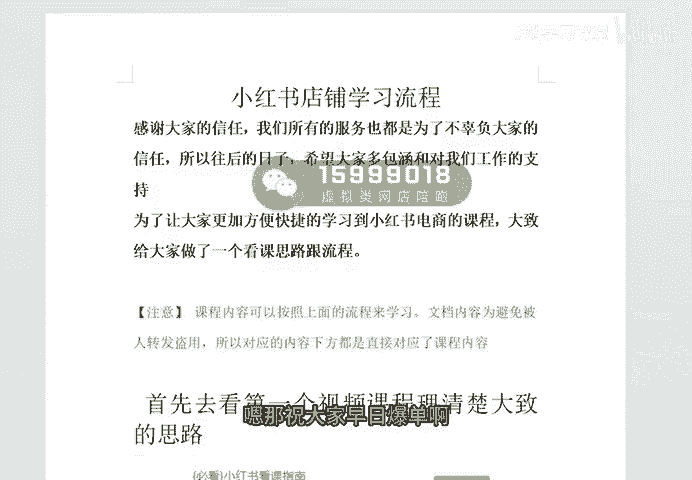 小红书店铺学习流程
感谢大家的信任，我们所有的服务也都是为了不辜负大家的
信任，所以往后的日子，希望大家多包涵和对我们工作的支
持
15999018
虚拟类网店陪跑
为了让大家更加方便快捷的学习到小红书电商的课程，大致
给大家做了一个看课思路跟流程。
【注意】 课程内容可以按照上面的流程来学习。文档内容为避免被
人转发盗用，所以对应的内容下方都是直接对应了课程内容
首先去看第一个视频课程理清楚大致
的思路
嗯那祝大家早日爆单啊
(必看)小红书看课指南